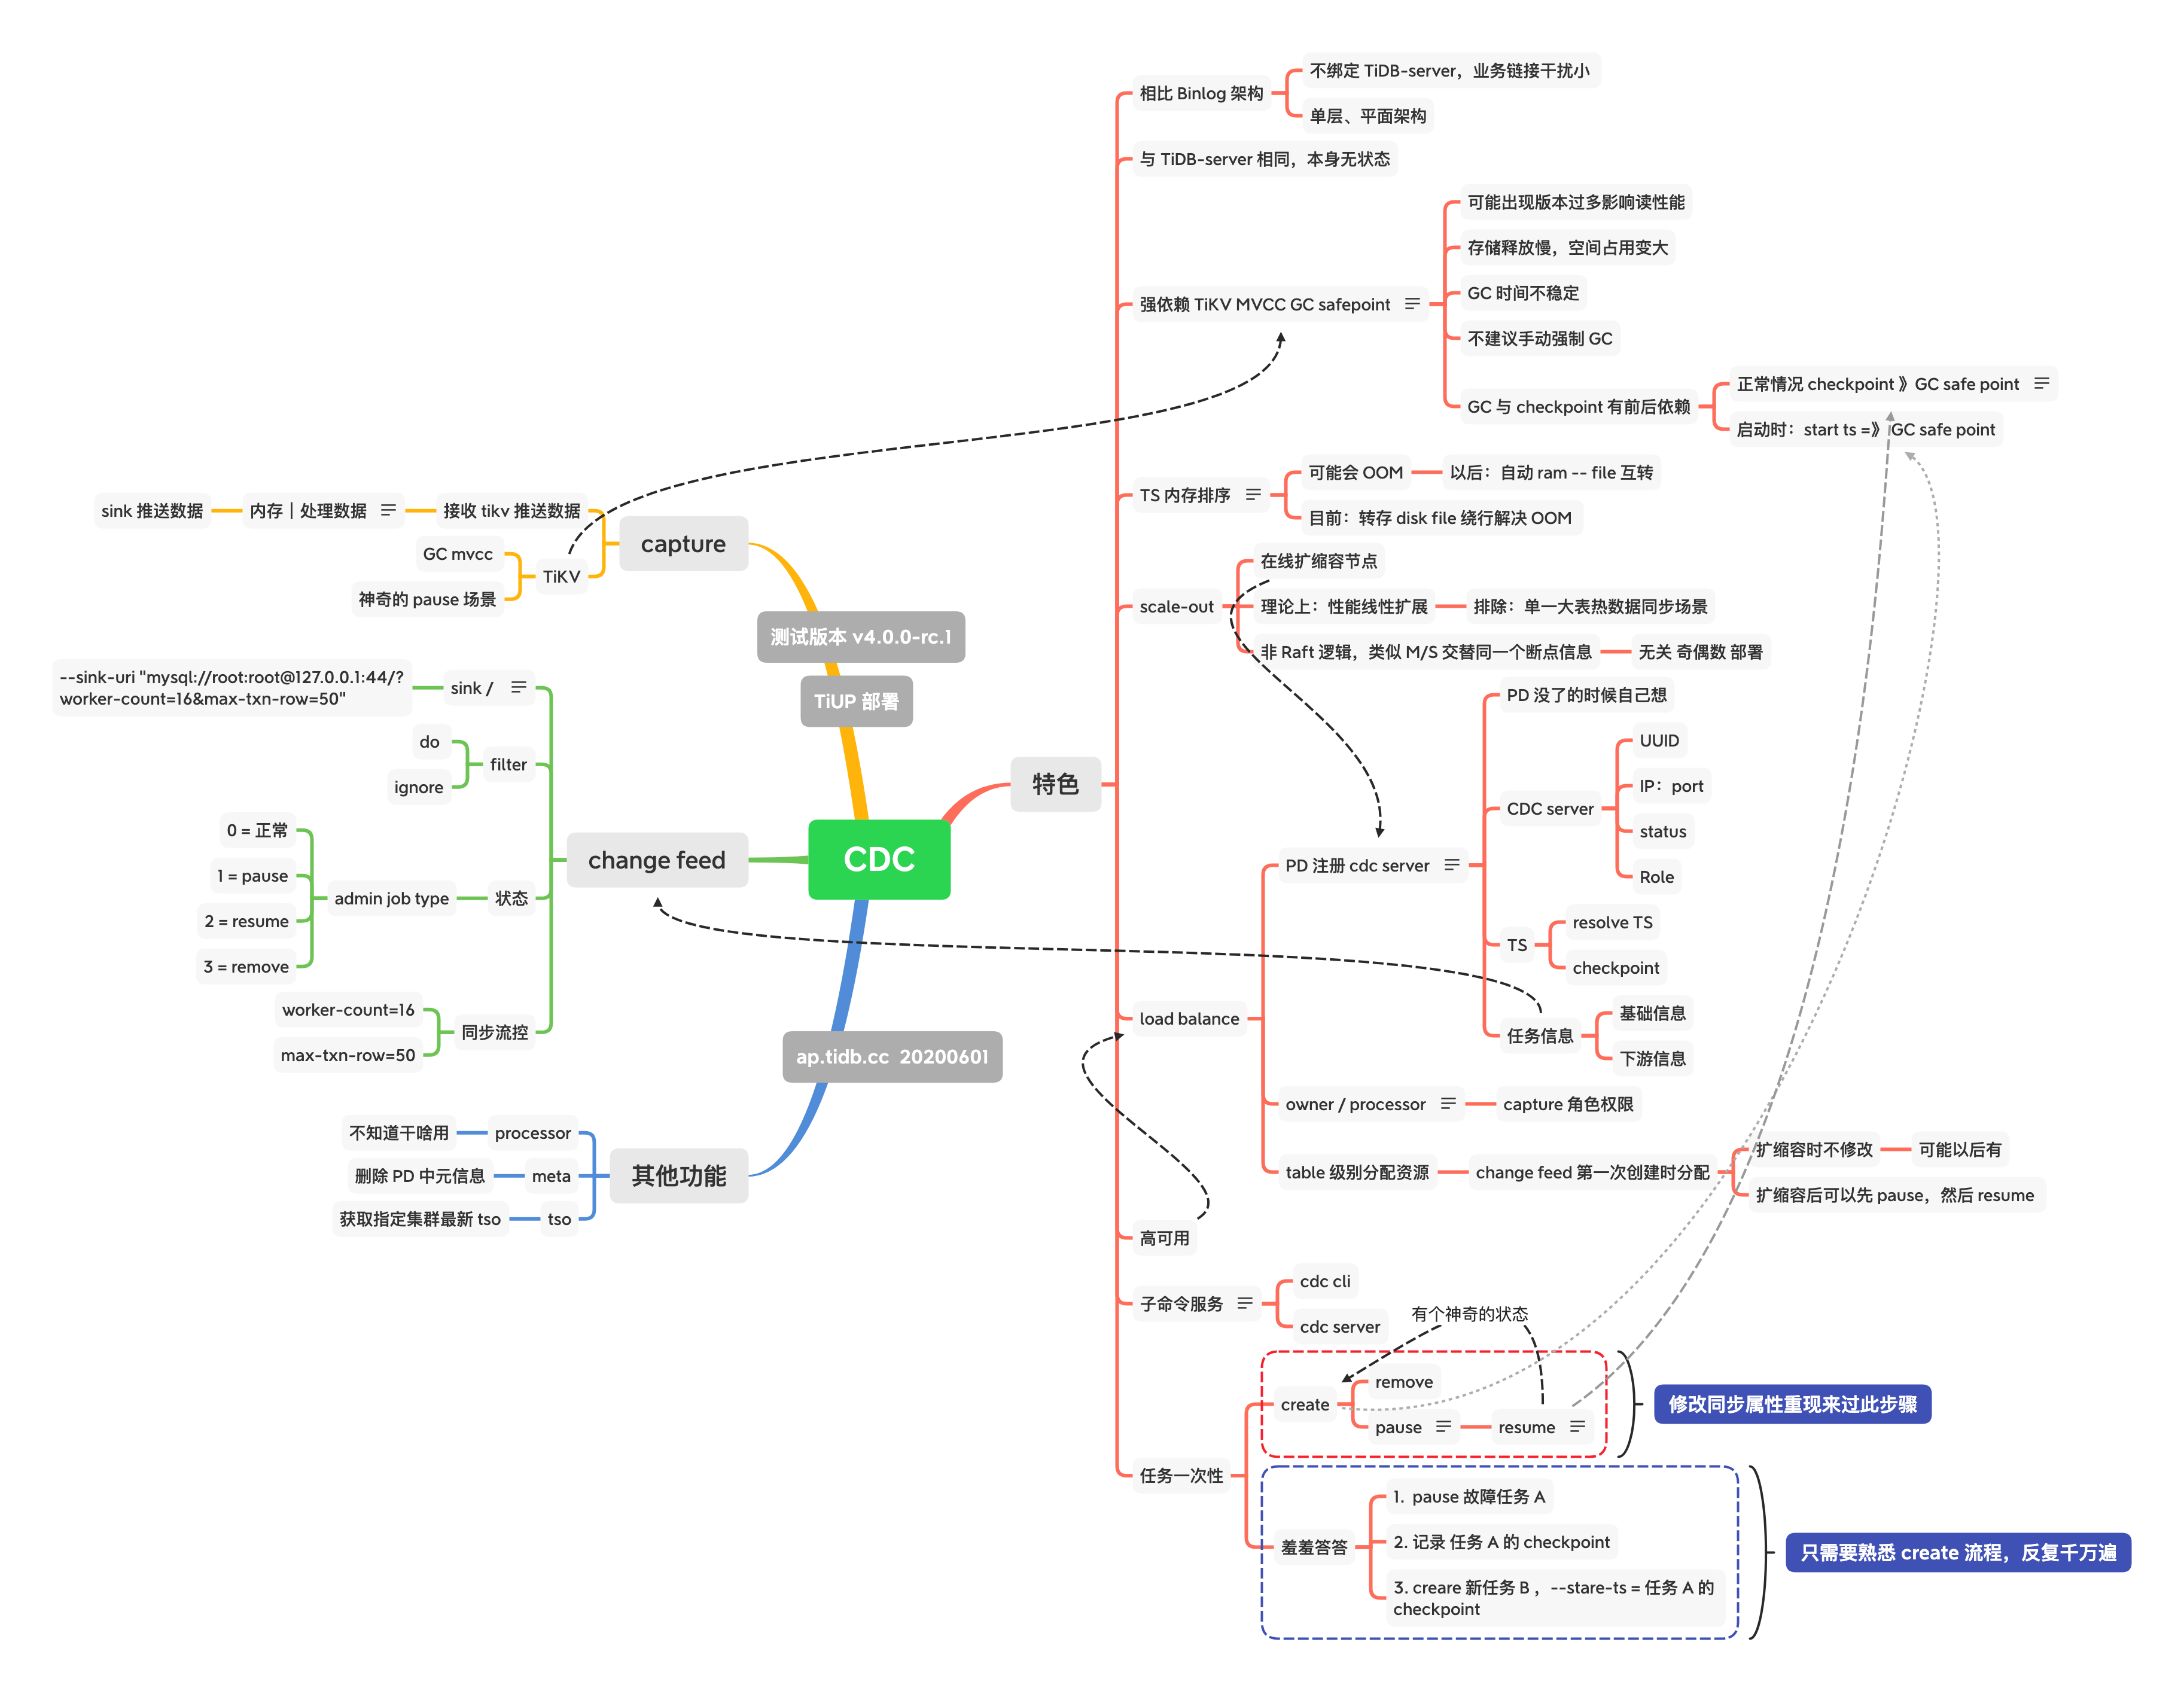 CDC
测试版本 v4.0.0-rc.1
TiUP 部署
ap.tidb.cc 20200601
capture
接收 tikv 推送数据
内存｜处理数据
sink 推送数据
TiKV
GC mvcc
神奇的 pause 场景
change feed
sink /
--sink-uri "mysql://root:root@127.0.0.1:44/?
worker-count=16&max-txn-row=50"
filter
do
ignore
状态
admin job type
0 = 正常
1 = pause
2 = resume
3 = remove
同步流控
worker-count=16
max-txn-row=50
其他功能
processor
不知道干啥用
meta
删除 PD 中元信息
tso
获取指定集群最新 tso
特色
相比 Binlog 架构
不绑定 TiDB-server，业务链接干扰小
单层、平面架构
与 TiDB-server 相同，本身无状态
强依赖 TiKV MVCC GC safepoint
可能出现版本过多影响读性能
存储释放慢，空间占用变大
GC 时间不稳定
不建议手动强制 GC
GC 与 checkpoint 有前后依赖
正常情况 checkpoint 》GC safe point
启动时：start ts =》 GC safe point
TS 内存排序
可能会 OOM
以后：自动 ram -- file 互转
目前：转存 disk file 绕行解决 OOM
scale-out
在线扩缩容节点
理论上：性能线性扩展
排除：单一大表热数据同步场景
非 Raft 逻辑，类似 M/S 交替同一个断点信息
无关 奇偶数 部署
load balance
PD 注册 cdc server
PD 没了的时候自己想
CDC server
UUID
IP：port
status
Role
TS
resolve TS
checkpoint
任务信息
基础信息
下游信息
owner / processor
capture 角色权限
table 级别分配资源
change feed 第一次创建时分配
扩缩容时不修改
可能以后有
扩缩容后可以先 pause，然后 resume
高可用
子命令服务
cdc cli
cdc server
任务一次性
有个神奇的状态
create
remove
pause
resume
修改同步属性重现来过此步骤
羞羞答答
1. pause 故障任务 A
2. 记录 任务 A 的 checkpoint
3. creare 新任务 B ，--stare-ts = 任务 A 的
checkpoint
只需要熟悉 create 流程，反复千万遍